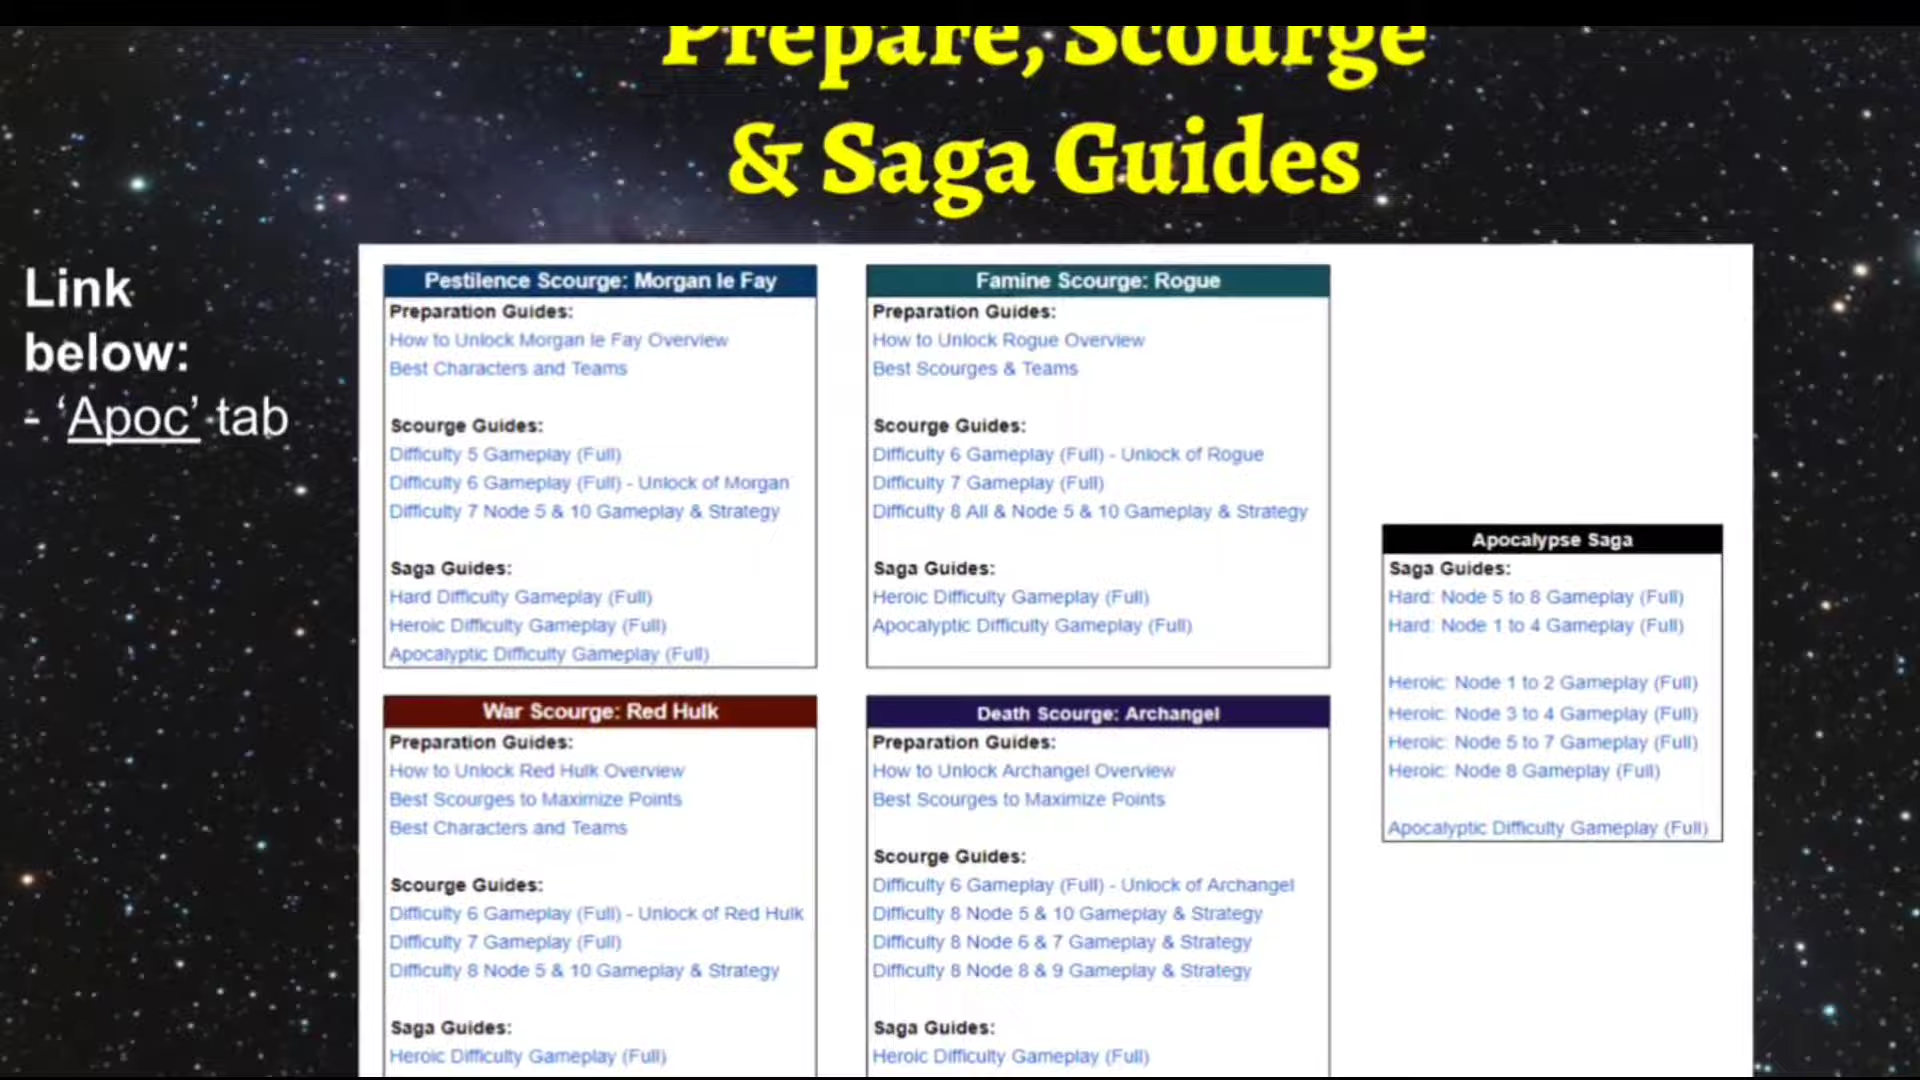 Prepare, Scourge
& Saga Guides
Link
below:
- ‘Apoc’ tab
Pestilence Scourge: Morgan le Fay
Preparation Guides:
How to Unlock Morgan le Fay Overview
Best Characters and Teams
Scourge Guides:
Difficulty 5 Gameplay (Full)
Difficulty 6 Gameplay (Full) - Unlock of Morgan
Difficulty 7 Node 5 & 10 Gameplay & Strategy
Saga Guides:
Hard Difficulty Gameplay (Full)
Heroic Difficulty Gameplay (Full)
Apocalyptic Difficulty Gameplay (Full)
Famine Scourge: Rogue
Preparation Guides:
How to Unlock Rogue Overview
Best Scourges & Teams
Scourge Guides:
Difficulty 6 Gameplay (Full) - Unlock of Rogue
Difficulty 7 Gameplay (Full)
Difficulty 8 All & Node 5 & 10 Gameplay & Strategy
Saga Guides:
Heroic Difficulty Gameplay (Full)
Apocalyptic Difficulty Gameplay (Full)
War Scourge: Red Hulk
Preparation Guides:
How to Unlock Red Hulk Overview
Best Scourges to Maximize Points
Best Characters and Teams
Scourge Guides:
Difficulty 6 Gameplay (Full) - Unlock of Red Hulk
Difficulty 7 Gameplay (Full)
Difficulty 8 Node 5 & 10 Gameplay & Strategy
Saga Guides:
Heroic Difficulty Gameplay (Full)
Death Scourge: Archangel
Preparation Guides:
How to Unlock Archangel Overview
Best Scourges to Maximize Points
Scourge Guides:
Difficulty 6 Gameplay (Full) - Unlock of Archangel
Difficulty 8 Node 5 & 10 Gameplay & Strategy
Difficulty 8 Node 6 & 7 Gameplay & Strategy
Difficulty 8 Node 8 & 9 Gameplay & Strategy
Saga Guides:
Heroic Difficulty Gameplay (Full)
Apocalypse Saga
Saga Guides:
Hard: Node 5 to 8 Gameplay (Full)
Hard: Node 1 to 4 Gameplay (Full)
Heroic: Node 1 to 2 Gameplay (Full)
Heroic: Node 3 to 4 Gameplay (Full)
Heroic: Node 5 to 7 Gameplay (Full)
Heroic: Node 8 Gameplay (Full)
Apocalyptic Difficulty Gameplay (Full)